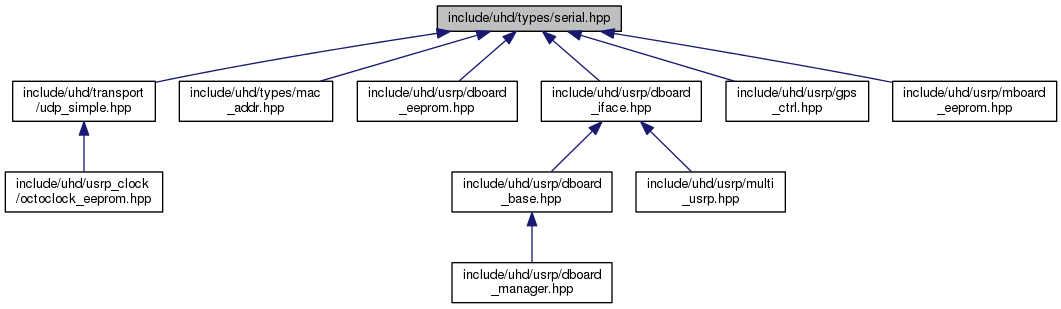 include/uhd/types/serial.hpp
include/uhd/transport
/udp_simple.hpp
include/uhd/types/mac
_addr.hpp
include/uhd/usrp/dboard
_eeprom.hpp
include/uhd/usrp/dboard
_iface.hpp
include/uhd/usrp/gps
_ctrl.hpp
include/uhd/usrp/mboard
_eeprom.hpp
include/uhd/usrp_clock
/octoclock_eeprom.hpp
include/uhd/usrp/dboard
_base.hpp
include/uhd/usrp/multi
_usrp.hpp
include/uhd/usrp/dboard
_manager.hpp